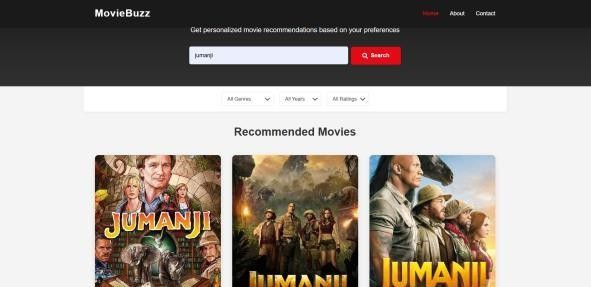 MovieBuzz
Home About Contact
Get personalized movie recommendations based on your preferences
jumanji
Search
All Genres All Years All Ratings
Recommended Movies
JUMANJI
JUMANJI
JUMANJI